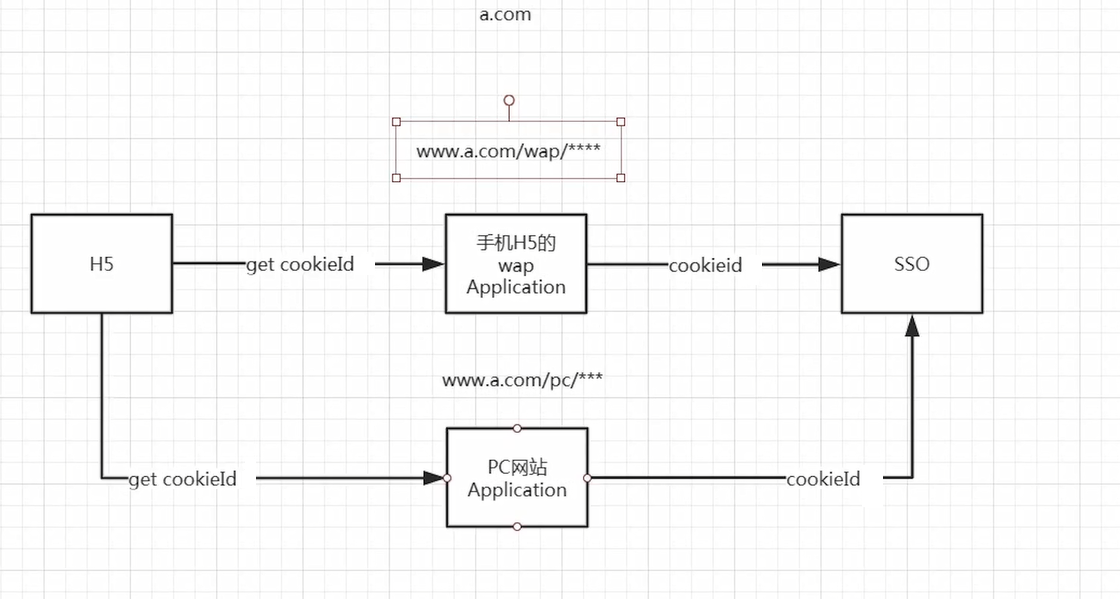 a.com
www.a.com/wap/****
H5
get cookieId
手机H5的
wap
Application
cookieid
SSO
www.a.com/pc/***
get cookieId
PC网站
Application
cookieId